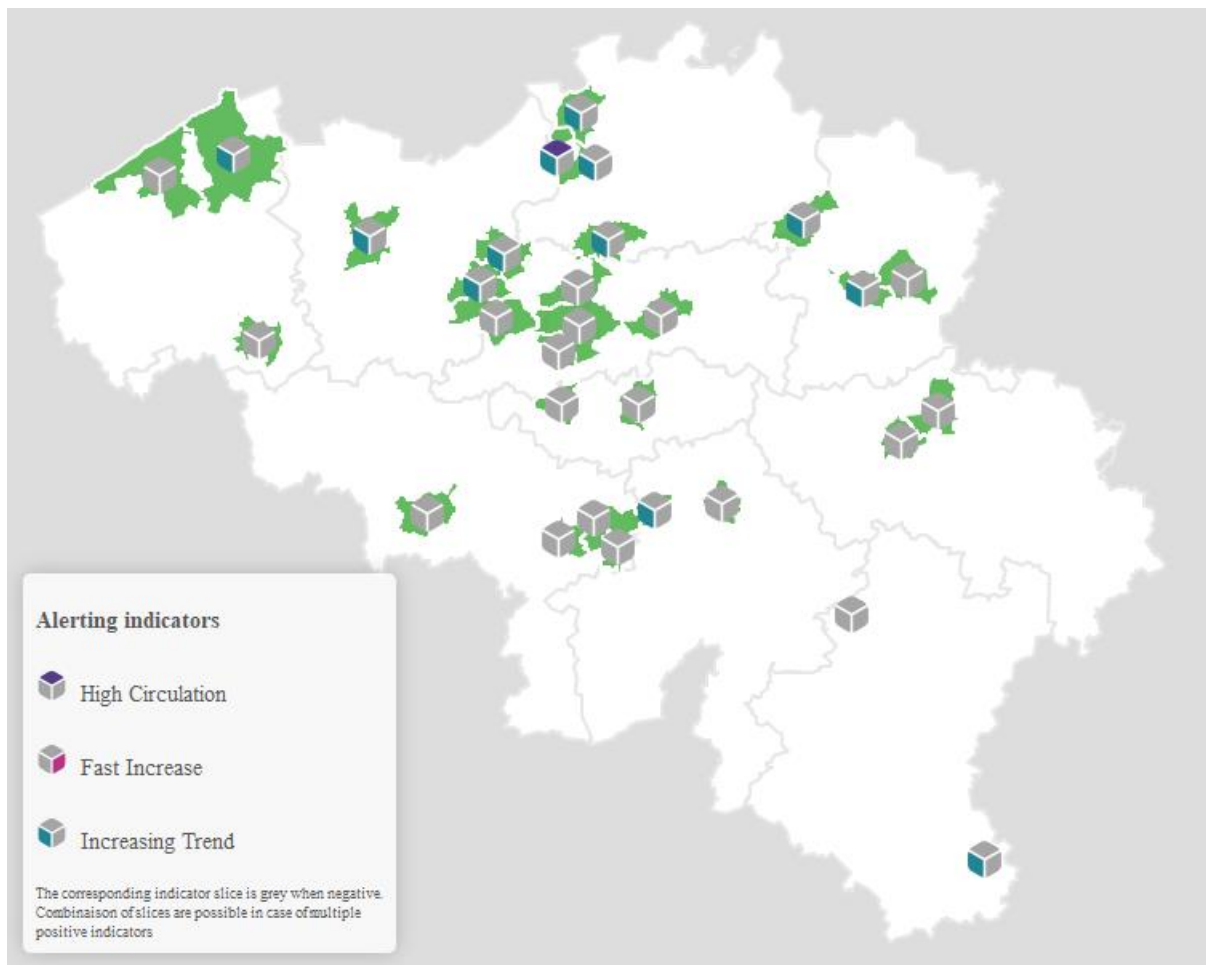 Alerting indicators
High Circulation
Fast Increase
Increasing Trend
The corresponding indicator slice is grey when negative.
Combinaison of slices are possible in case of multiple
positive indicators